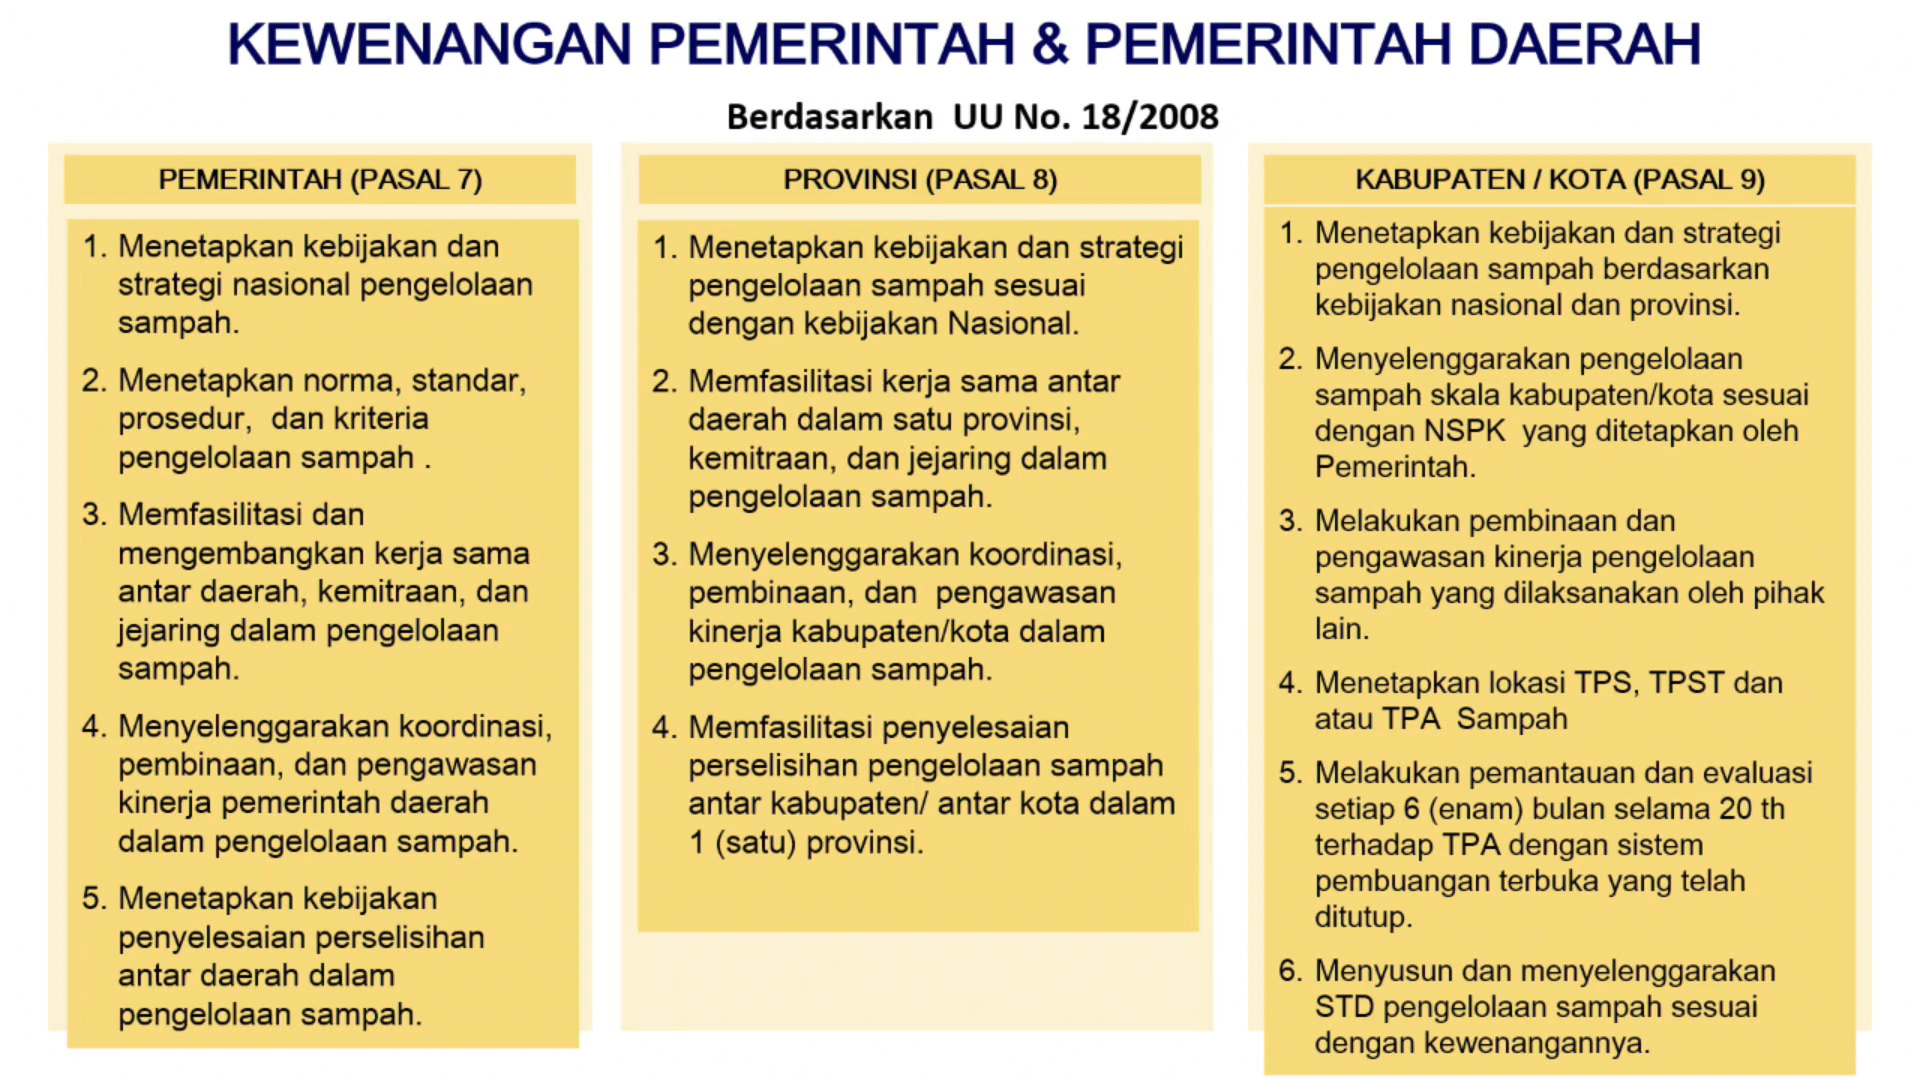 KEWENANGAN PEMERINTAH & PEMERINTAH DAERAH
Berdasarkan UU No. 18/2008
PEMERINTAH (PASAL 7)
1. Menetapkan kebijakan dan
strategi nasional pengelolaan
sampah.
2. Menetapkan norma, standar,
prosedur, dan kriteria
pengelolaan sampah .
3. Memfasilitasi dan
mengembangkan kerja sama
antar daerah, kemitraan, dan
jejaring dalam pengelolaan
sampah.
4. Menyelenggarakan koordinasi,
pembinaan, dan pengawasan
kinerja pemerintah daerah
dalam pengelolaan sampah.
5. Menetapkan kebijakan
penyelesaian perselisihan
antar daerah dalam
pengelolaan sampah.
PROVINSI (PASAL 8)
1. Menetapkan kebijakan dan strategi
pengelolaan sampah sesuai
dengan kebijakan Nasional.
2. Memfasilitasi kerja sama antar
daerah dalam satu provinsi,
kemitraan, dan jejaring dalam
pengelolaan sampah.
3. Menyelenggarakan koordinasi,
pembinaan, dan pengawasan
kinerja kabupaten/kota dalam
pengelolaan sampah.
4. Memfasilitasi penyelesaian
perselisihan pengelolaan sampah
antar kabupaten/ antar kota dalam
1 (satu) provinsi.
KABUPATEN / KOTA (PASAL 9)
1. Menetapkan kebijakan dan strategi
pengelolaan sampah berdasarkan
kebijakan nasional dan provinsi.
2. Menyelenggarakan pengelolaan
sampah skala kabupaten/kota sesuai
dengan NSPK yang ditetapkan oleh
Pemerintah.
3. Melakukan pembinaan dan
pengawasan kinerja pengelolaan
sampah yang dilaksanakan oleh pihak
lain.
4. Menetapkan lokasi TPS, TPST dan
atau TPA Sampah
5. Melakukan pemantauan dan evaluasi
setiap 6 (enam) bulan selama 20 th
terhadap TPA dengan sistem
pembuangan terbuka yang telah
ditutup.
6. Menyusun dan menyelenggarakan
STD pengelolaan sampah sesuai
dengan kewenangannya.